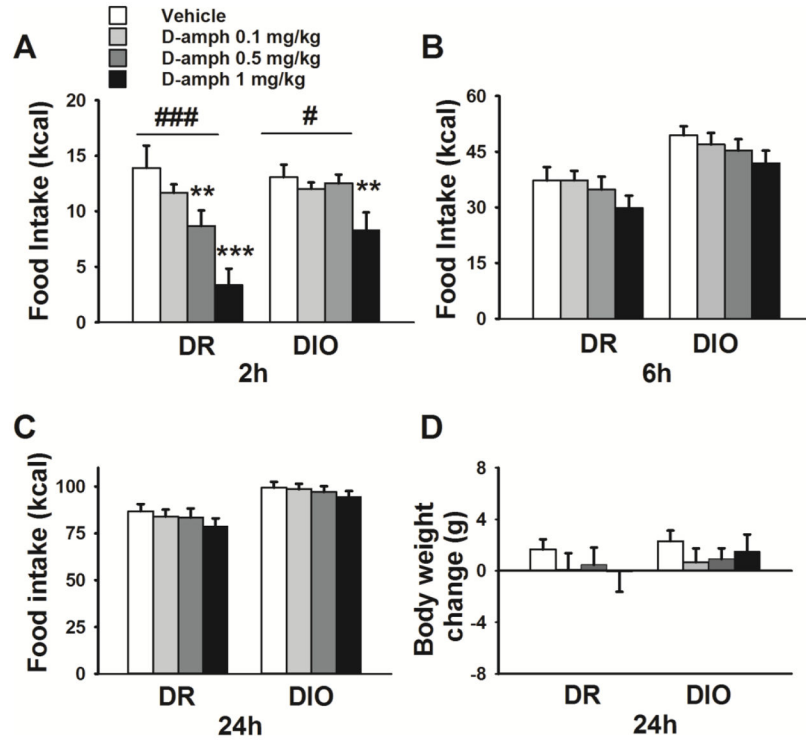 Vehicle
D-amph 0.1 mg/kg
D-amph 0.5 mg/kg
D-amph 1 mg/kg
A
Food Intake (kcal)
20
15
10
5
0
###
#
**
***
**
DR
DIO
2h
B
Food Intake (kcal)
60
45
30
15
0
DR
DIO
6h
C
Food intake (kcal)
100
75
50
25
0
DR
DIO
24h
D
Body weight
change (g)
8
4
0
-4
-8
DR
DIO
24h